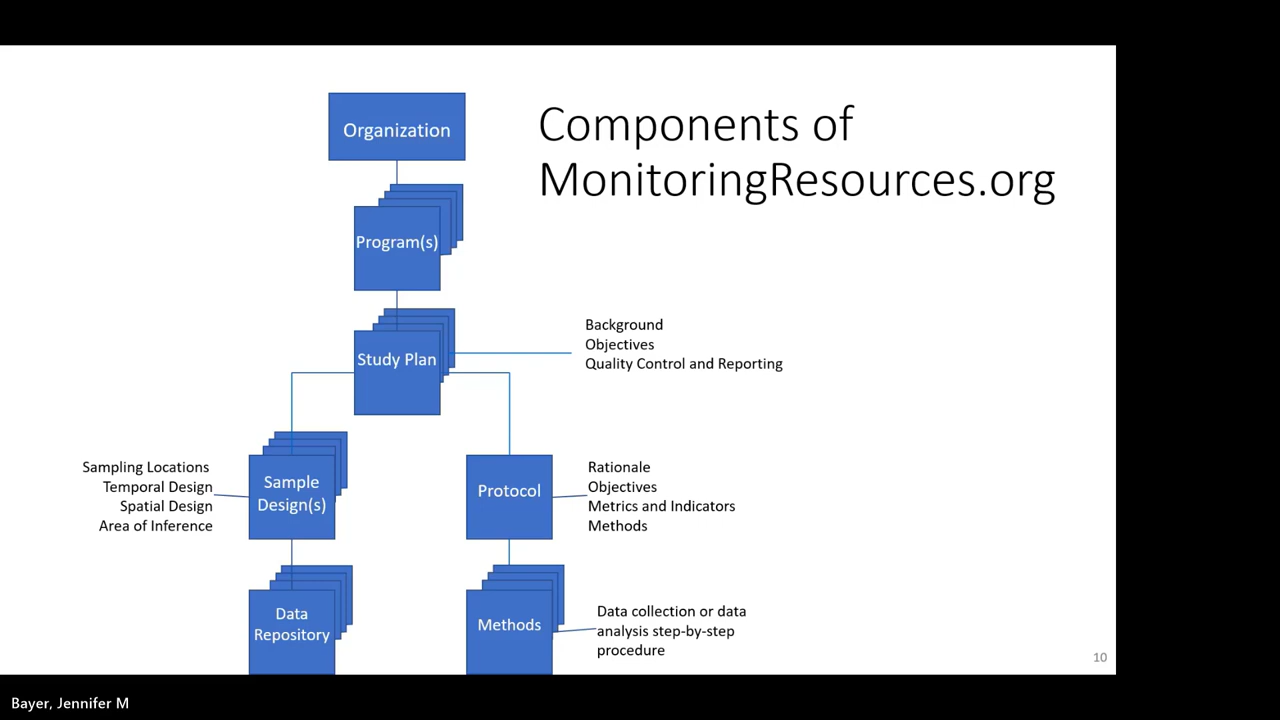 Components of
MonitoringResources.org
Organization
Program(s)
Study Plan
Background
Objectives
Quality Control and Reporting
Sampling Locations
Temporal Design
Spatial Design
Area of Inference
Sample
Design(s)
Protocol
Rationale
Objectives
Metrics and Indicators
Methods
Data
Repository
Methods
Data collection or data
analysis step-by-step
procedure
10
Bayer, Jennifer M